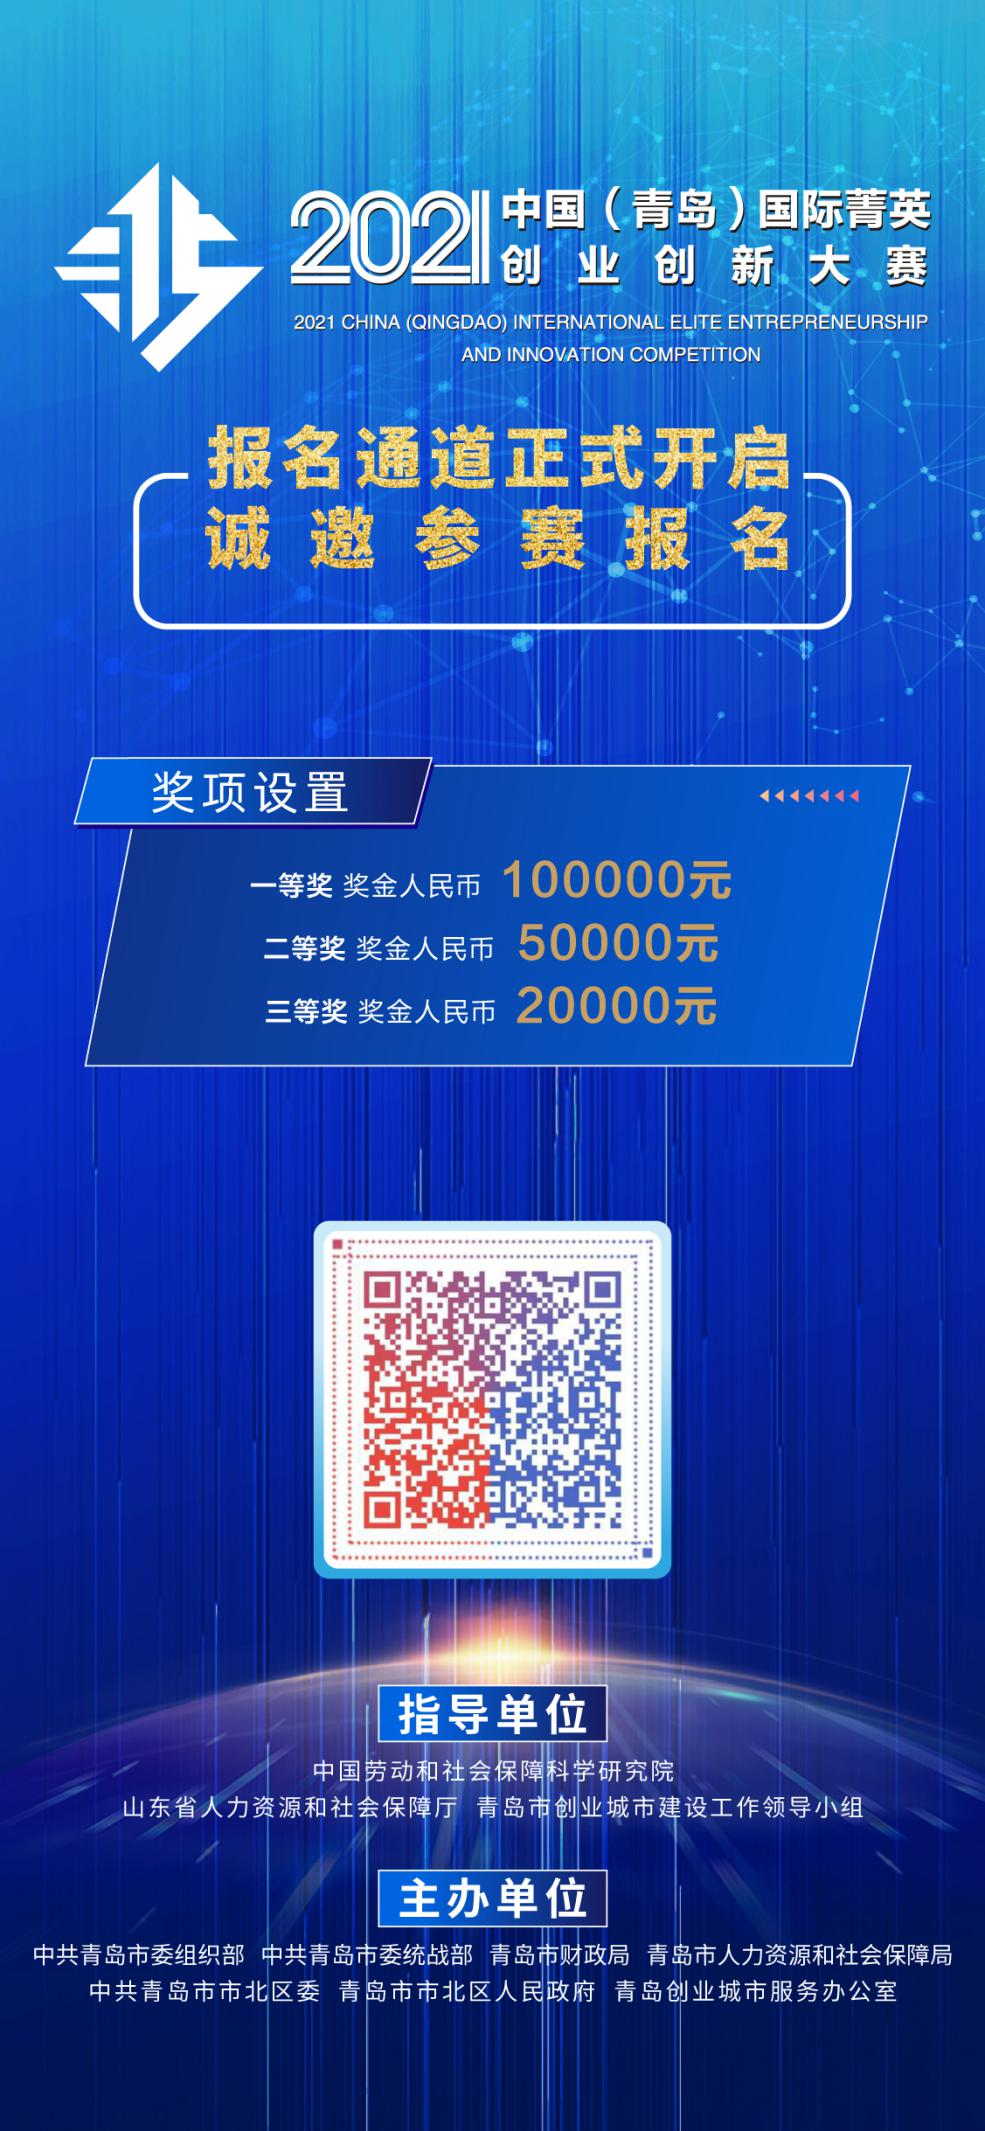 2021 中国（青岛）国际菁英
创业创新大赛
2021 CHINA (QINGDAO) INTERNATIONAL ELITE ENTREPRENEURSHIP
AND INNOVATION COMPETITION
报名通道正式开启
诚邀参赛报名
奖项设置
一等奖 奖金人民币 100000元
二等奖 奖金人民币 50000元
三等奖 奖金人民币 20000元
指导单位
中国劳动和社会保障科学研究院
山东省人力资源和社会保障厅 青岛市创业城市建设工作领导小组
主办单位
中共青岛市委组织部 中共青岛市委统战部 青岛市财政局 青岛市人力资源和社会保障局
中共青岛市市北区委 青岛市市北区人民政府 青岛创业城市服务办公室